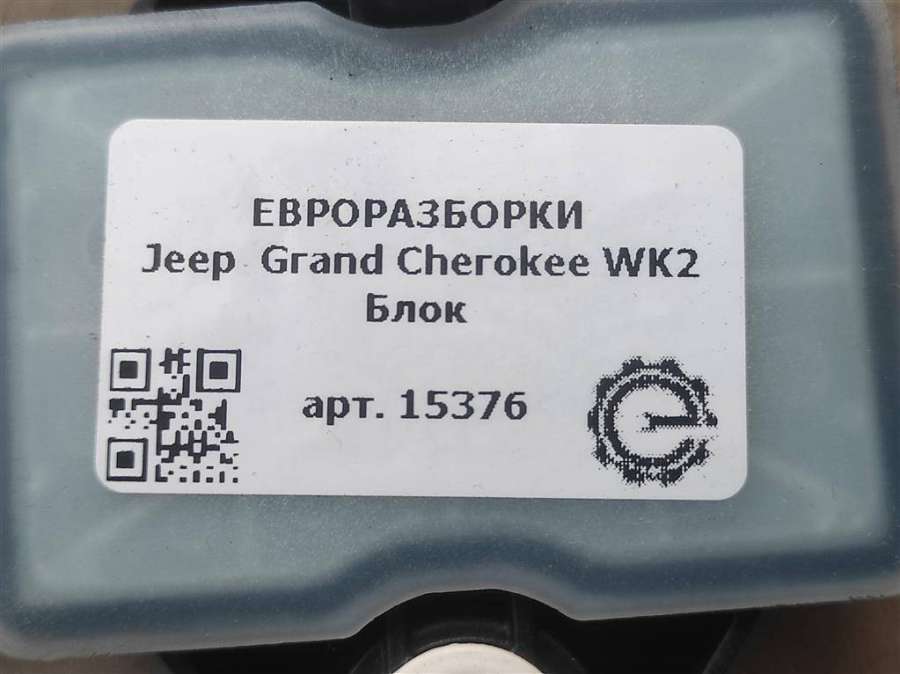 ЕВРОРАЗБОРКИ
Jeep Grand Cherokee WK2
Блок
арт. 15376